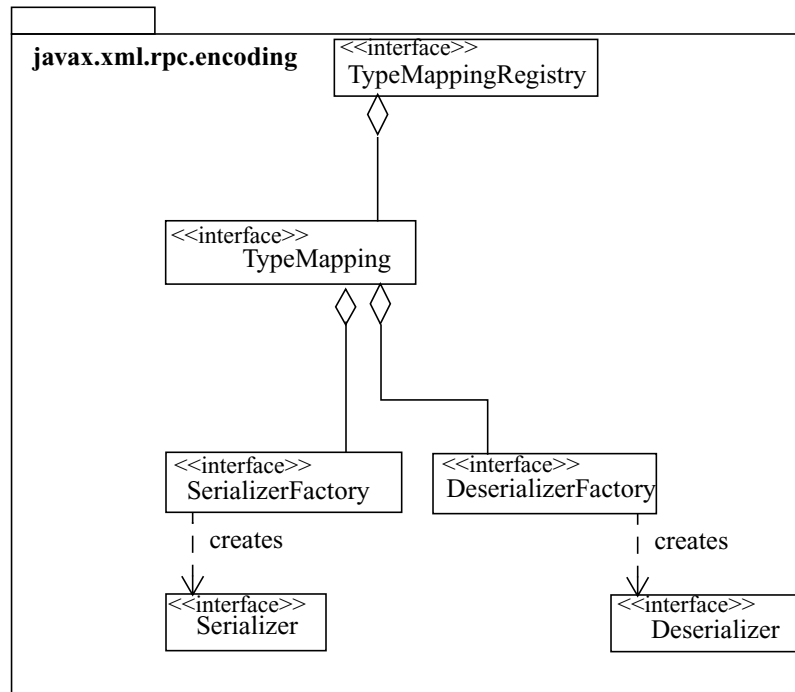 <<interface>>
javax.xml.rpc.encoding
TypeMappingRegistry
<<interface>>
TypeMapping
<<interface>>
SerializerFactory
<<interface>>
DeserializerFactory
creates
creates
<<interface>>
Serializer
<<interface>>
Deserializer